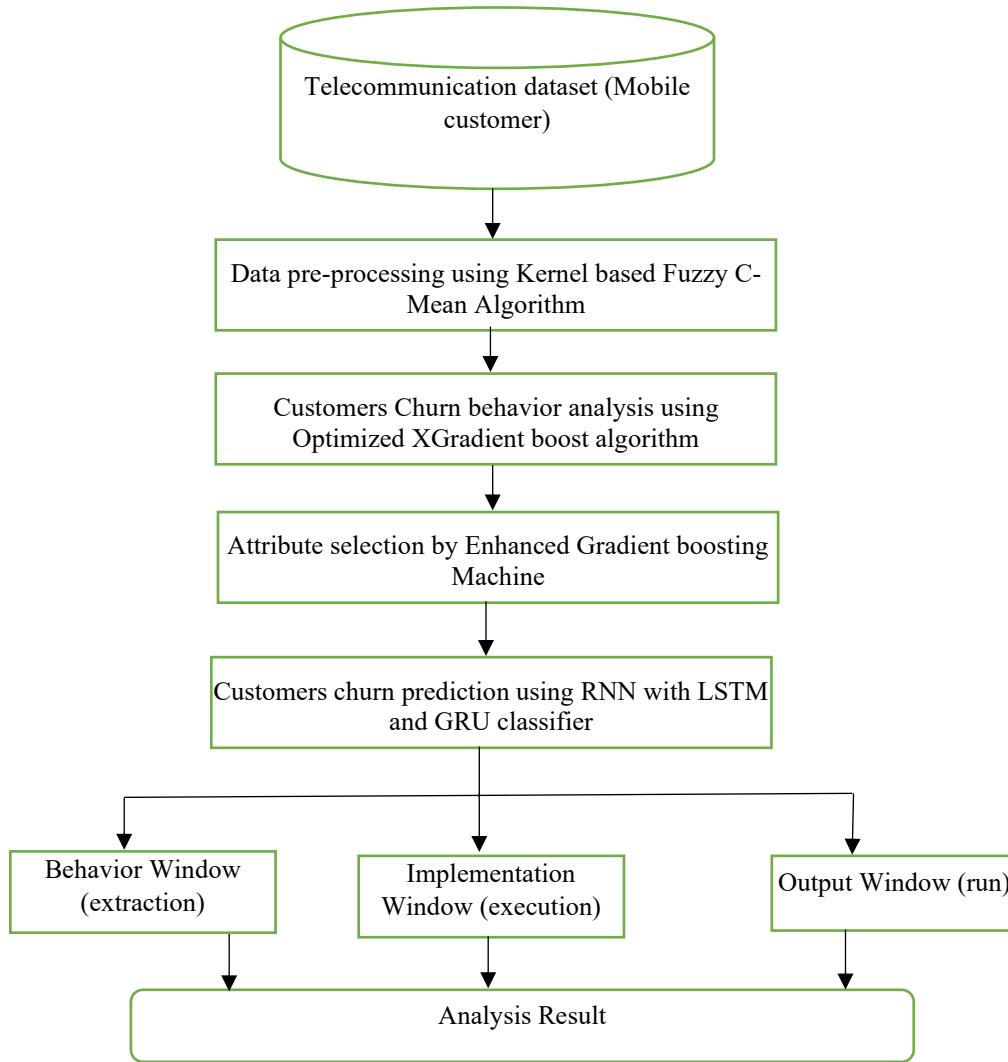 Telecommunication dataset (Mobile
customer)
Data pre-processing using Kernel based Fuzzy C-
Mean Algorithm
Customers Churn behavior analysis using
Optimized XGradient boost algorithm
Attribute selection by Enhanced Gradient boosting
Machine
Customers churn prediction using RNN with LSTM
and GRU classifier
Behavior Window
(extraction)
Implementation
Window (execution)
Output Window (run)
Analysis Result